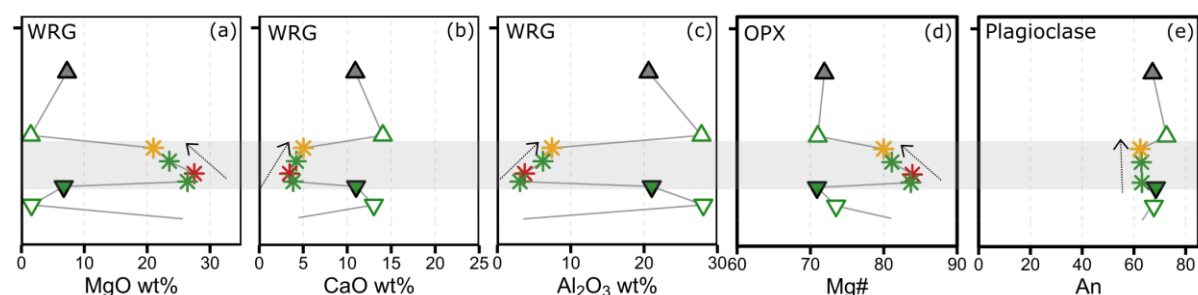 WRG (a)
WRG (b)
WRG (c)
OPX (d)
Plagioclase (e)
0 10 20 30
0 5 10 15 20 25
0 10 20 30
60 70 80 90
0 20 40 60 80 100
MgO wt%
CaO wt%
Al₂O₃ wt%
Mg#
An